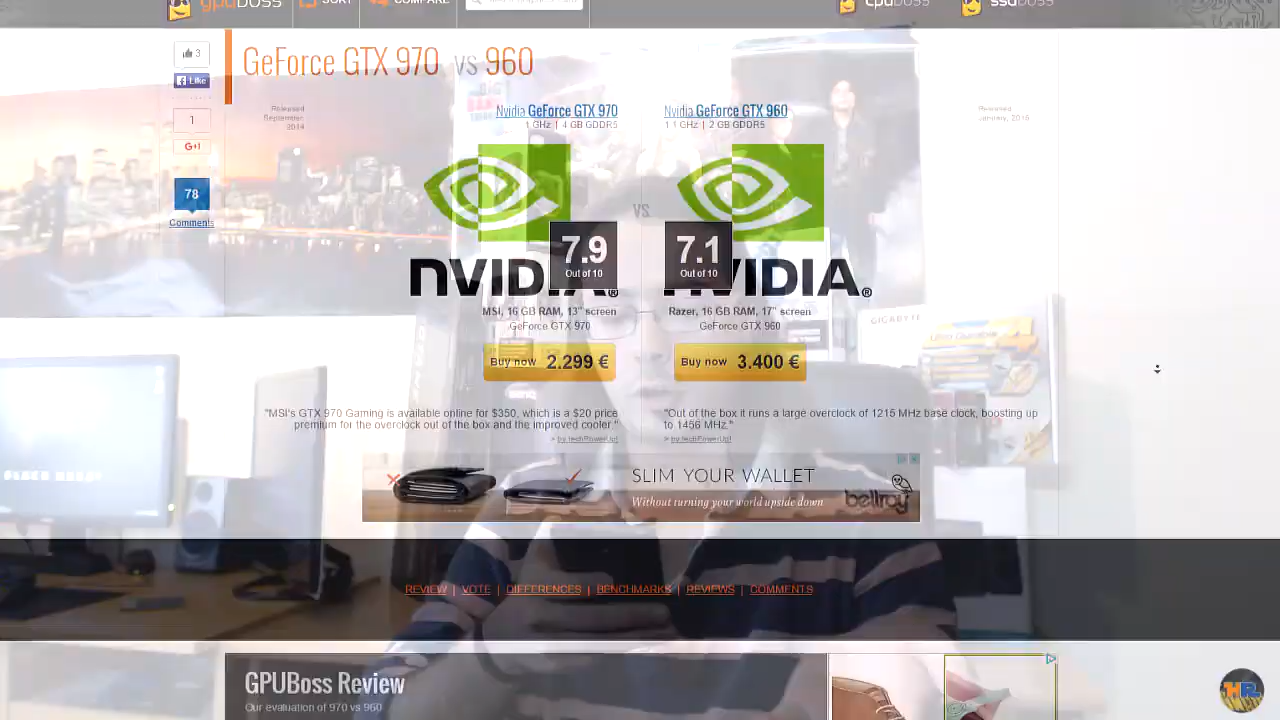 gpuboss
SORT
COMPARE
cpuboss
ssdboss
3
Like
1
G+1
78
Comments
GeForce GTX 970 vs 960
Released
September,
2014
Nvidia GeForce GTX 970
1 GHz | 4 GB GDDR5
7.9
Out of 10
NVIDIA®
MSI, 16 GB RAM, 13" screen
GeForce GTX 970
Buy now 2.299 €
"MSI's GTX 970 Gaming is available online for $350, which is a $20 price
premium for the overclock out of the box and the improved cooler."
> by techPowerUp!
VS
Nvidia GeForce GTX 960
1.1 GHz | 2 GB GDDR5
7.1
Out of 10
NVIDIA®
Razer, 16 GB RAM, 17" screen
GeForce GTX 960
Buy now 3.400 €
"Out of the box it runs a large overclock of 1215 MHz base clock, boosting up
to 1456 MHz."
> by techPowerUp!
Released
January, 2015
GIGABYTE
SLIM YOUR WALLET
Without turning your world upside down
bellroy
REVIEW | VOTE | DIFFERENCES | BENCHMARKS | REVIEWS | COMMENTS
GPUBoss Review
Our evaluation of 970 vs 960
HR